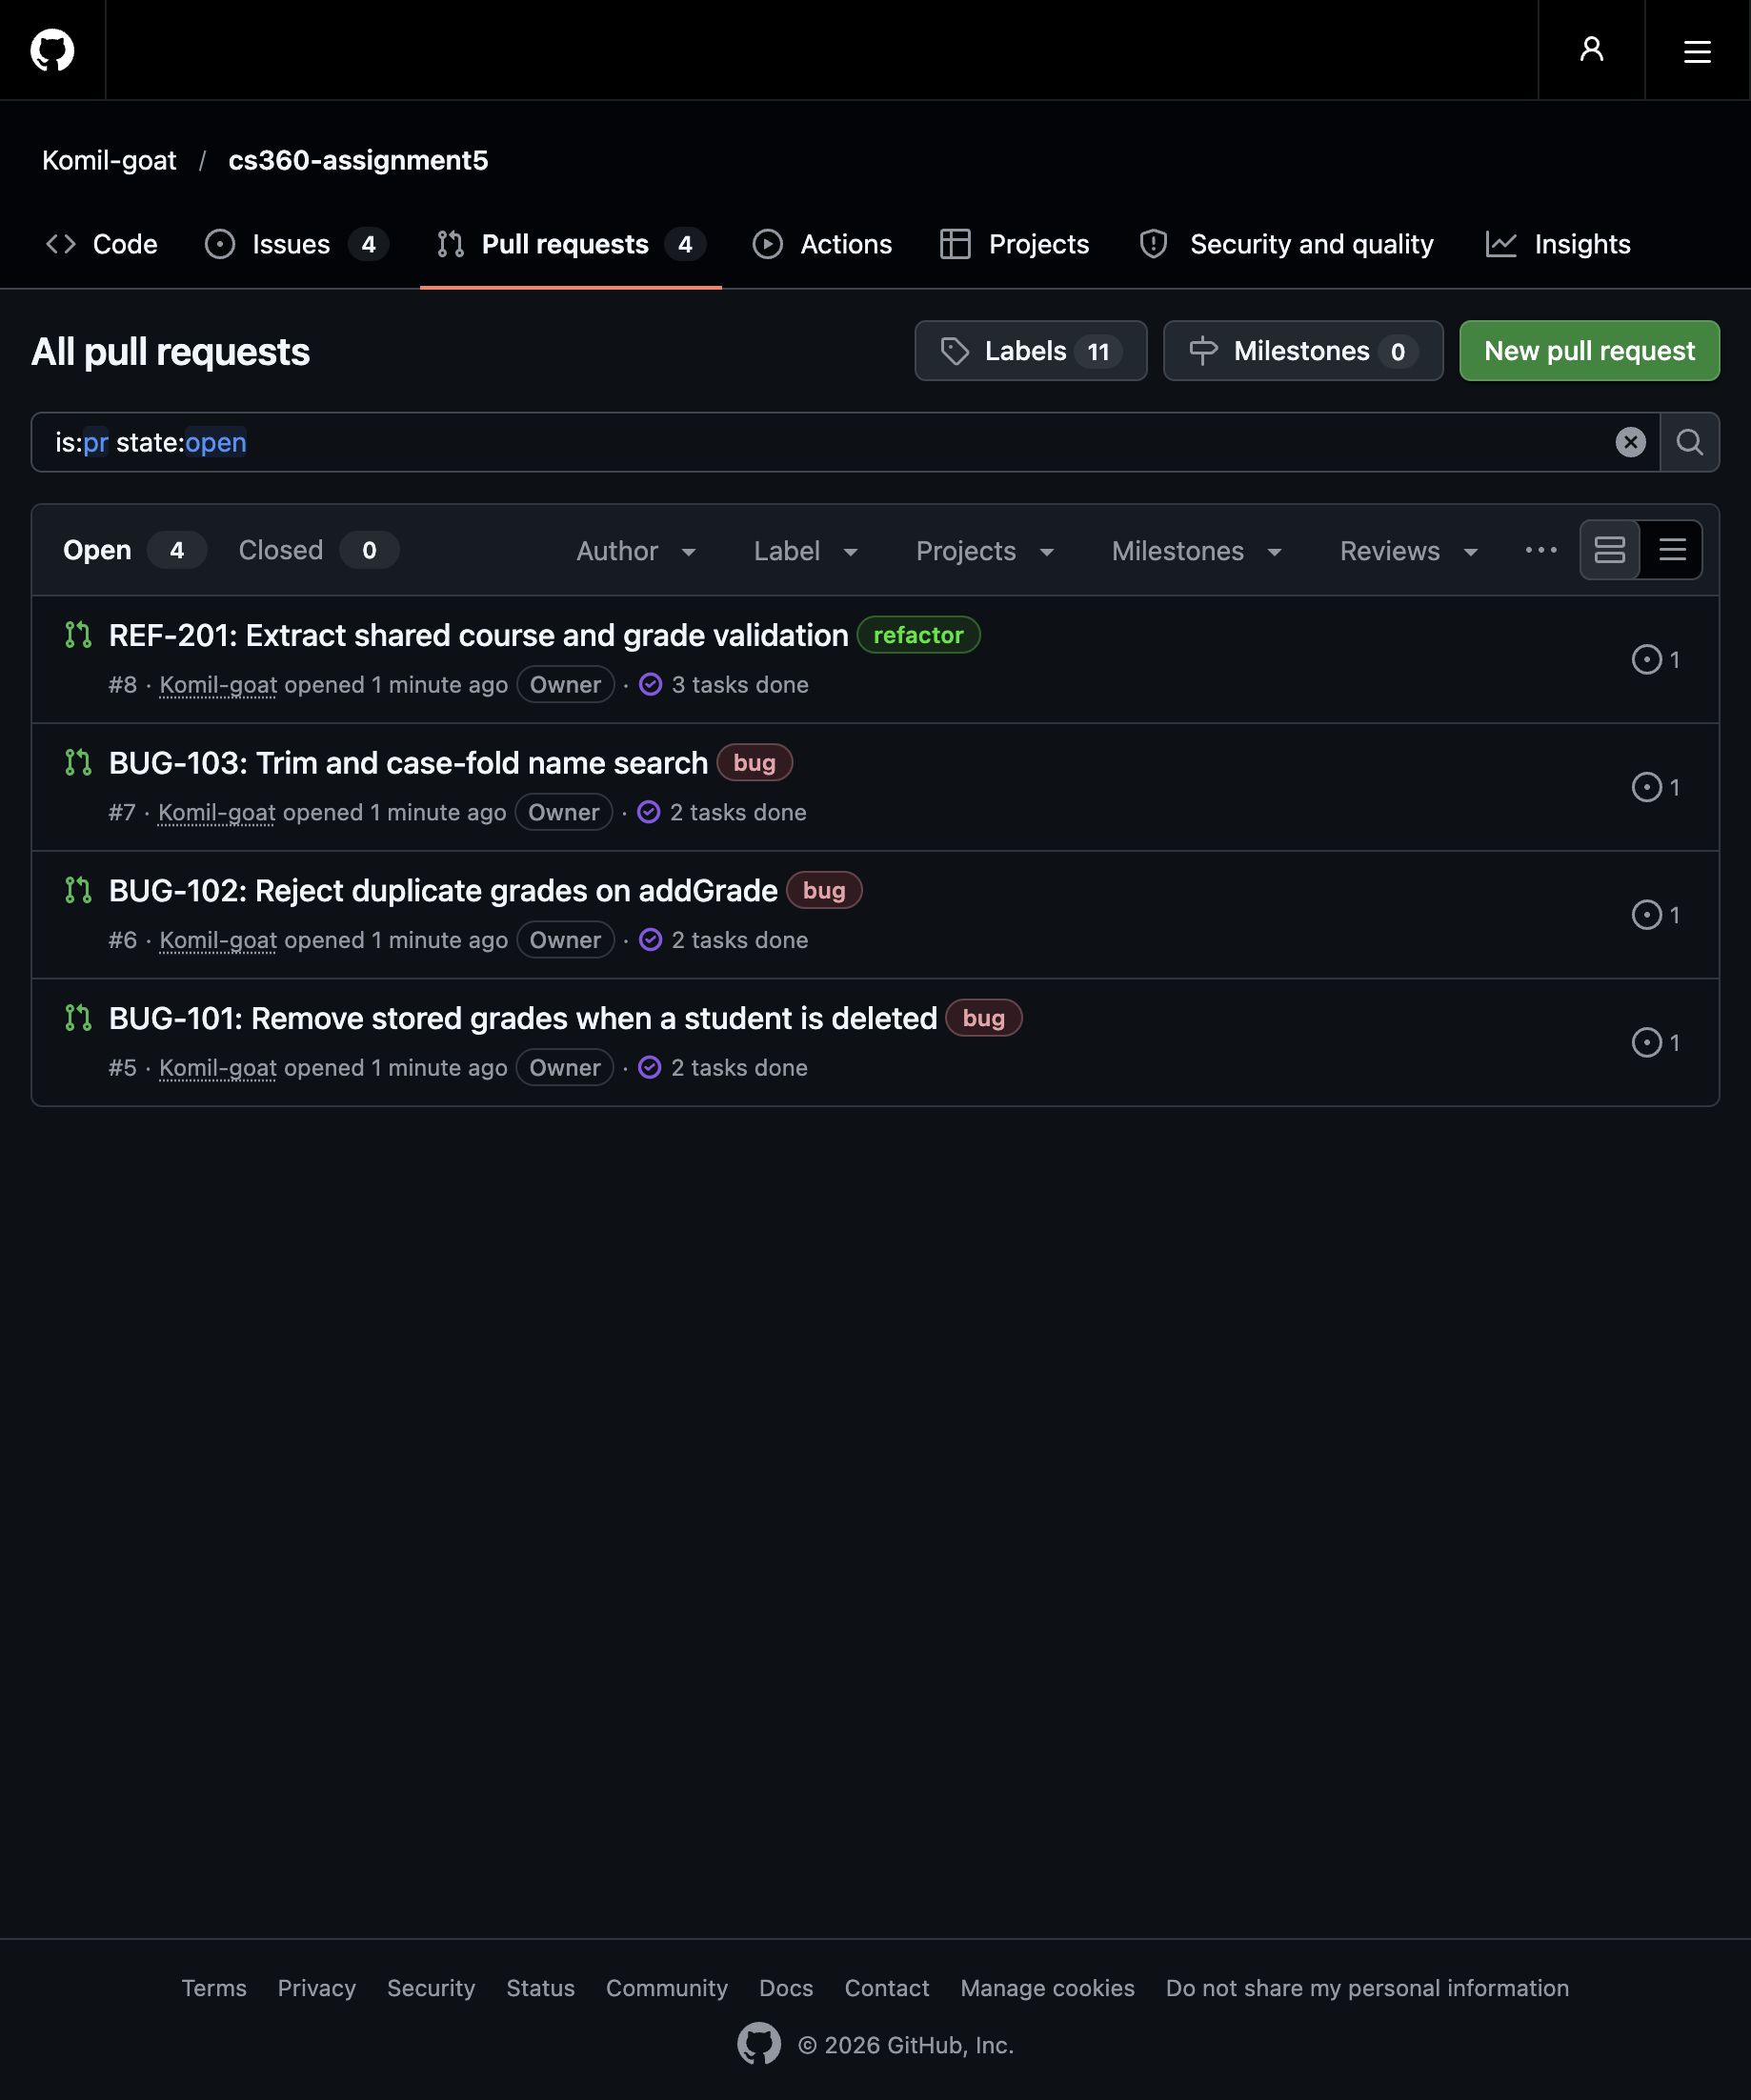 Komil-goat / cs360-assignment5
Code Issues 4 Pull requests 4 Actions Projects Security and quality Insights
All pull requests Labels 11 Milestones 0 New pull request
is:pr state:open
Open 4 Closed 0 Author Label Projects Milestones Reviews
REF-201: Extract shared course and grade validation refactor
#8 · Komil-goat opened 1 minute ago Owner · 3 tasks done 1
BUG-103: Trim and case-fold name search bug
#7 · Komil-goat opened 1 minute ago Owner · 2 tasks done 1
BUG-102: Reject duplicate grades on addGrade bug
#6 · Komil-goat opened 1 minute ago Owner · 2 tasks done 1
BUG-101: Remove stored grades when a student is deleted bug
#5 · Komil-goat opened 1 minute ago Owner · 2 tasks done 1
Terms Privacy Security Status Community Docs Contact Manage cookies Do not share my personal information
© 2026 GitHub, Inc.